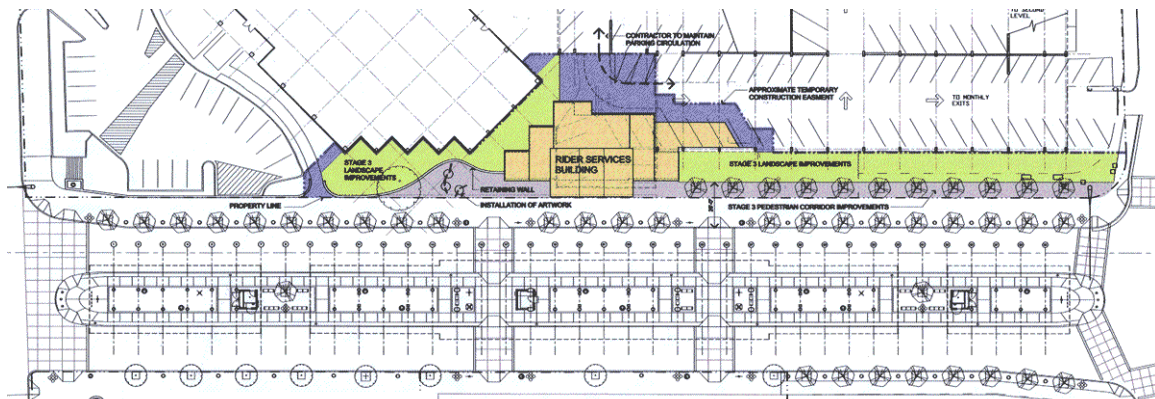 TO SECOND
LEVEL
CONTRACTOR TO MAINTAIN
PARKING CIRCULATION
APPROXIMATE TEMPORARY
CONSTRUCTION EASMENT
TO MONTHLY
EXITS
STAGE 3
LANDSCAPE
IMPROVEMENTS
RIDER SERVICES
BUILDING
STAGE 3 LANDSCAPE IMPROVEMENTS
RETAINING WALL
PROPERTY LINE
INSTALLATION OF ARTWORK
STAGE 3 PEDESTRIAN CORRIDOR IMPROVEMENTS